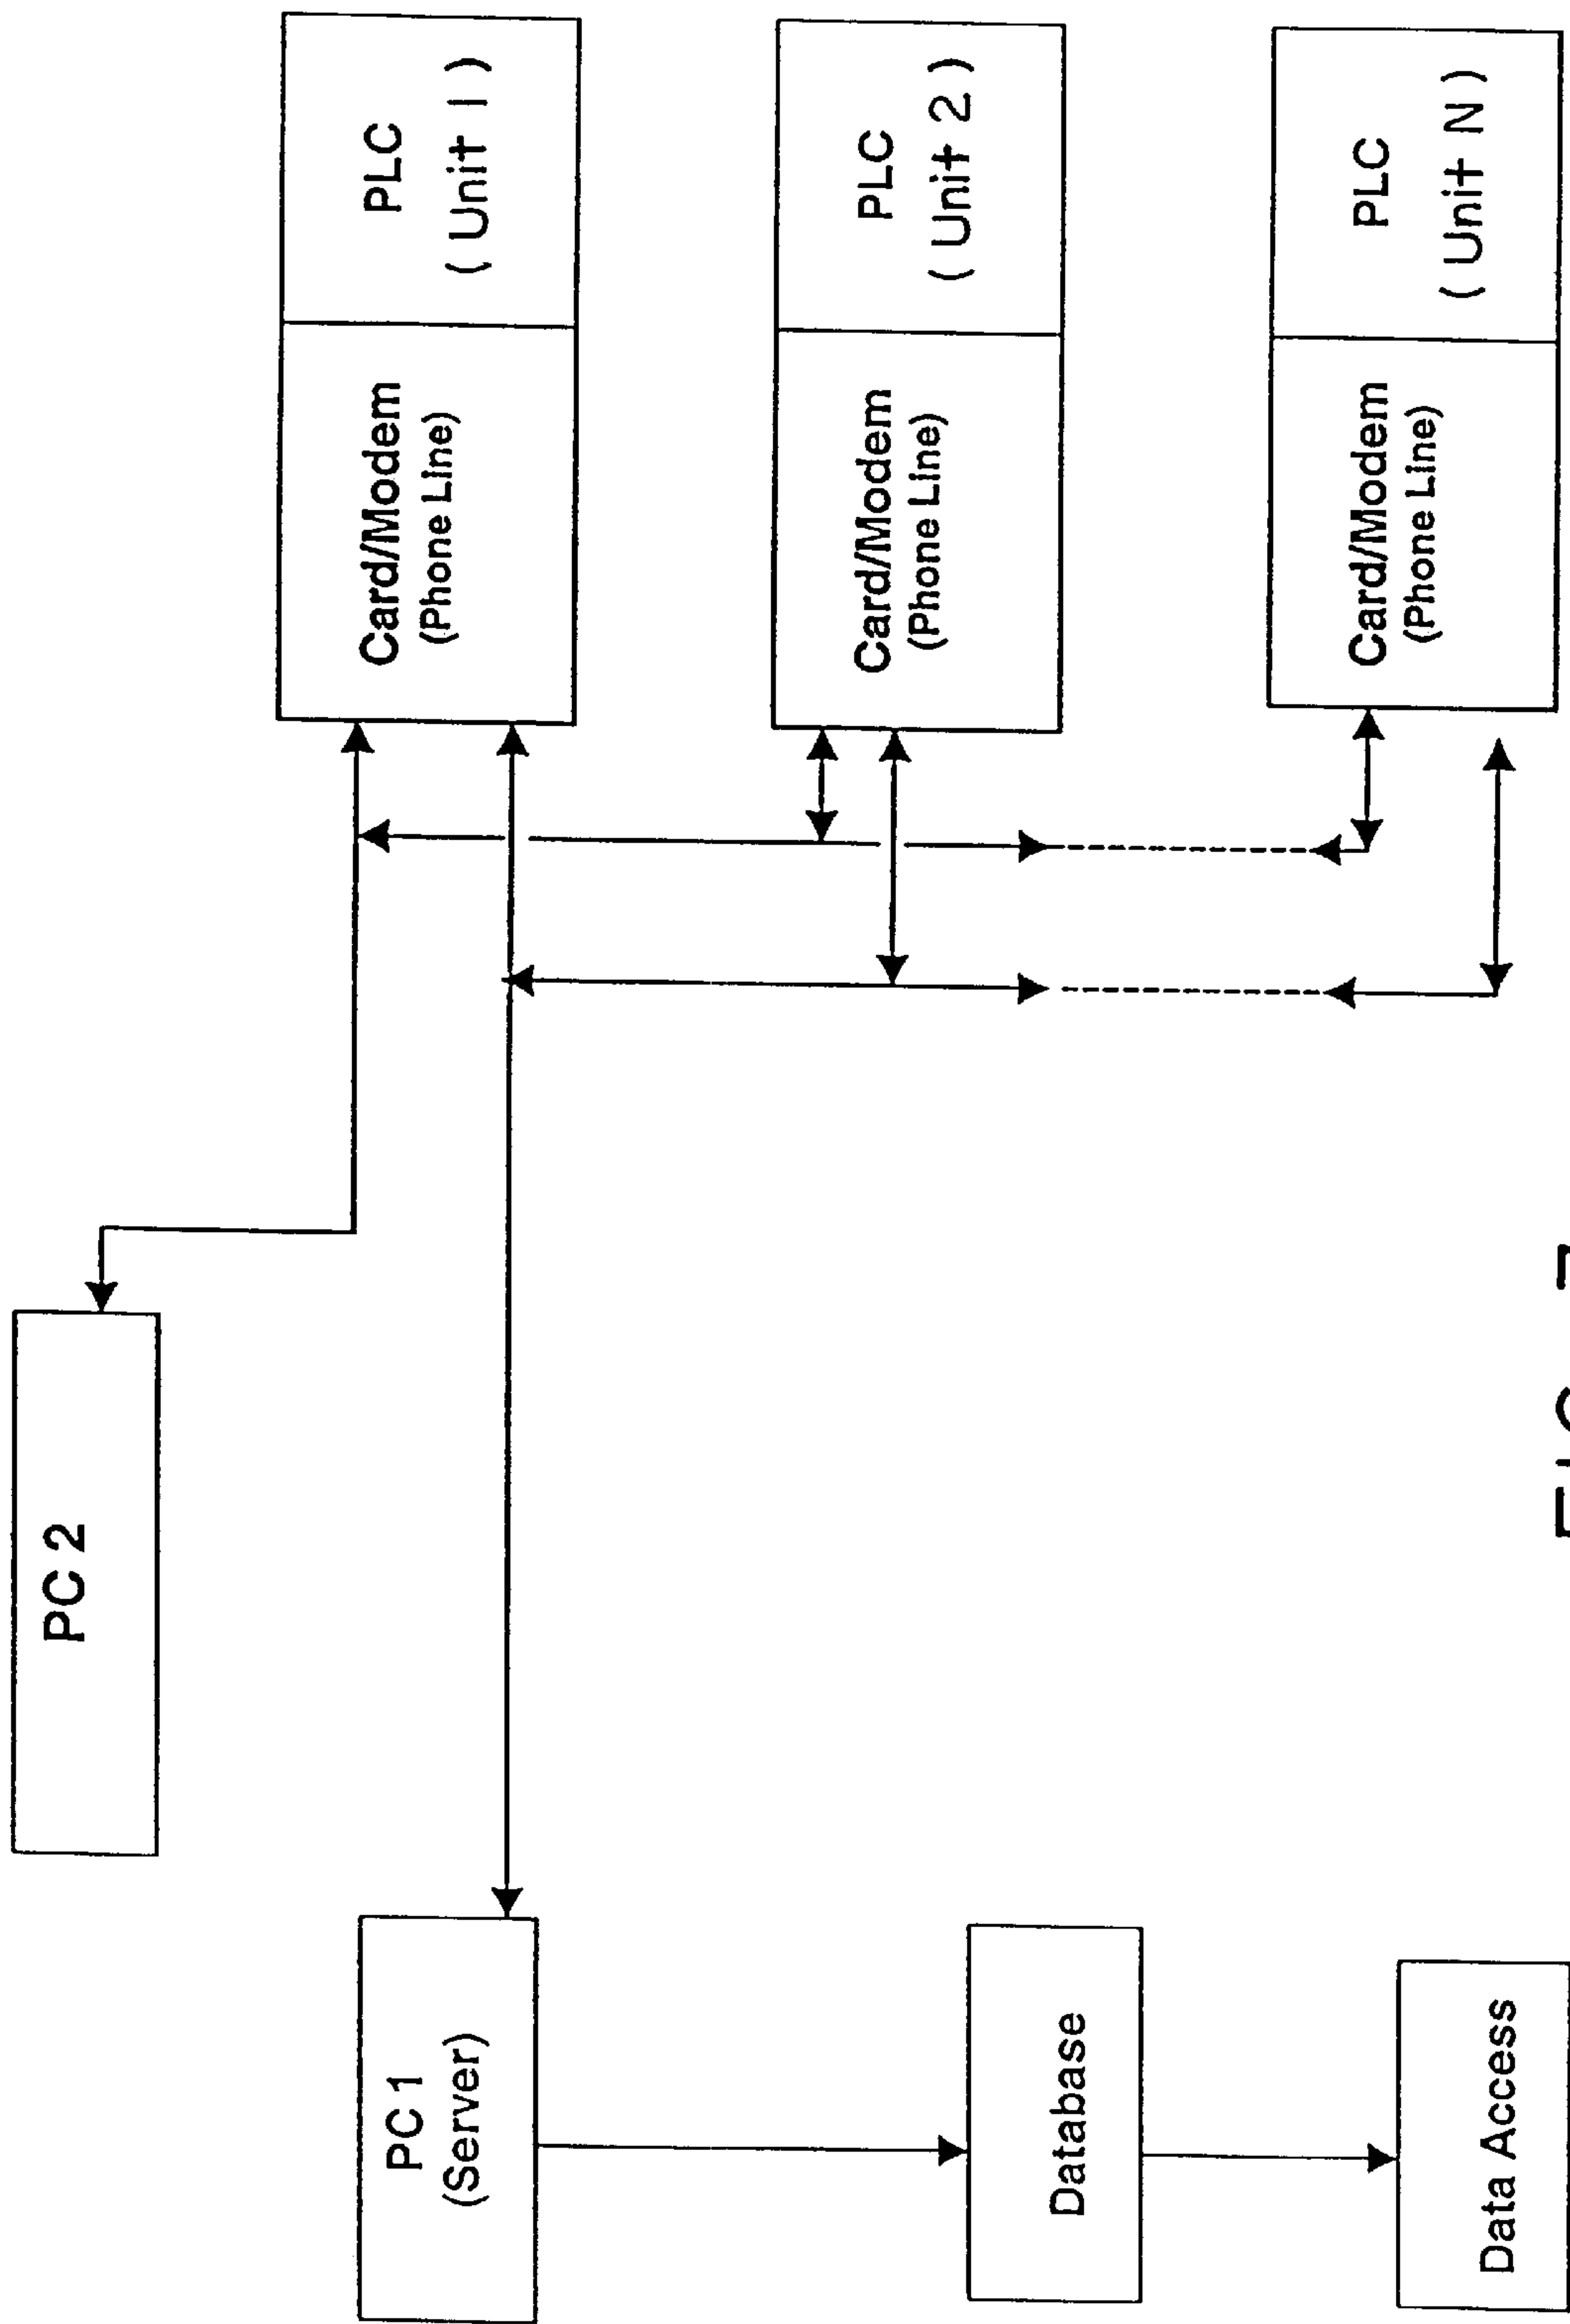 PC 2
PC 1
(Server)
Card/Modem
(Phone Line)
PLC
( Unit 1 )
Database
Card/Modem
(Phone Line)
PLC
( Unit 2 )
Data Access
Card/Modem
(Phone Line)
PLC
( Unit N )